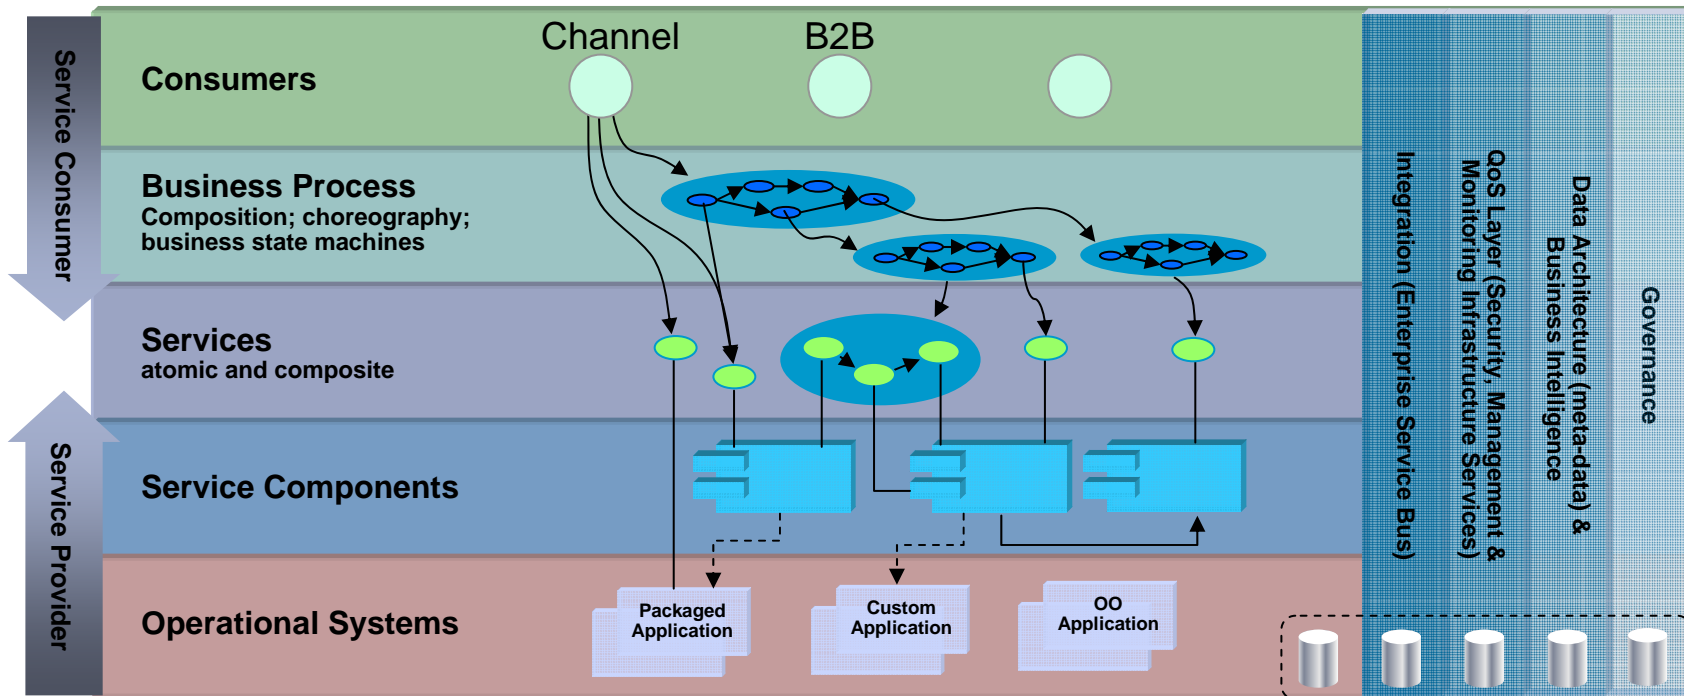 Channel
B2B
Consumers
Service Consumer
Business Process
Composition; choreography;
business state machines
Services
atomic and composite
Service Provider
Service Components
Operational Systems
Packaged
Application
Custom
Application
OO
Application
Integration (Enterprise Service Bus)
QoS Layer (Security, Management &
Monitoring Infrastructure Services)
Data Architecture (meta-data) &
Business Intelligence
Governance